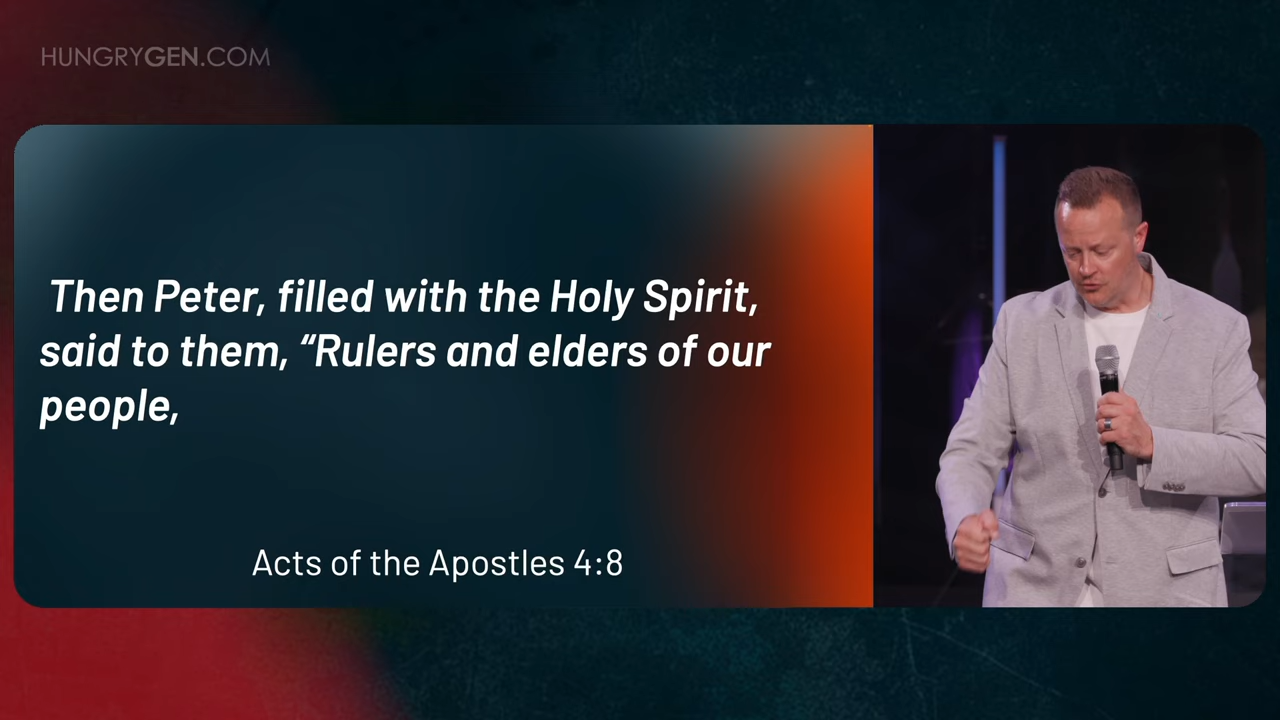 HUNGRYGEN.COM
Then Peter, filled with the Holy Spirit,
said to them, “Rulers and elders of our
people,
Acts of the Apostles 4:8